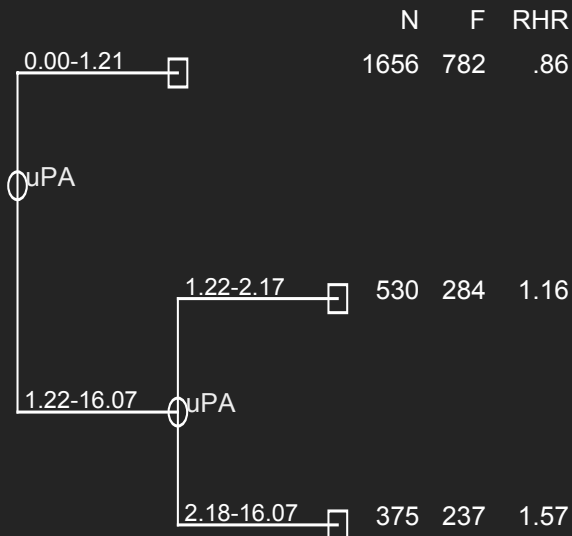 N F RHR
0.00-1.21 1656 782 .86
uPA
1.22-2.17 530 284 1.16
1.22-16.07 uPA
2.18-16.07 375 237 1.57